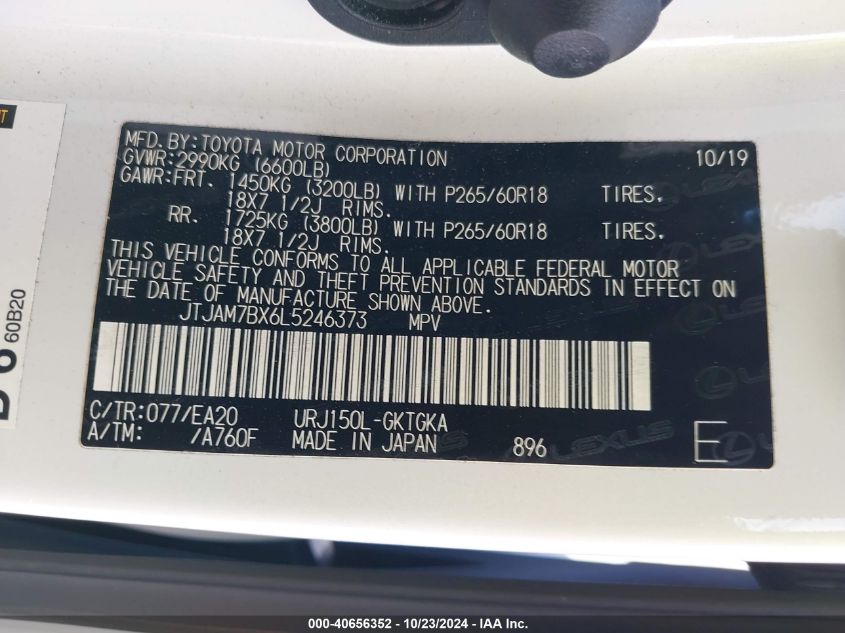 MFD. BY: TOYOTA MOTOR CORPORATION 10/19
GVWR: 2990KG (6600LB)
GAWR: FRT. 1450KG (3200LB) WITH P265/60R18 TIRES,
18X7 1/2J RIMS.
RR. 1725KG (3800LB) WITH P265/60R18 TIRES,
18X7 1/2J RIMS.
THIS VEHICLE CONFORMS TO ALL APPLICABLE FEDERAL MOTOR
VEHICLE SAFETY AND THEFT PREVENTION STANDARDS IN EFFECT ON
THE DATE OF MANUFACTURE SHOWN ABOVE.
JTJAM7BX6L5246373 MPV
C/TR: 077/EA20 URJ150L-GKTGKA
A/TM: /A760F MADE IN JAPAN 896 E
LEXUS
60B20
000-40656352 - 10/23/2024 - IAA Inc.